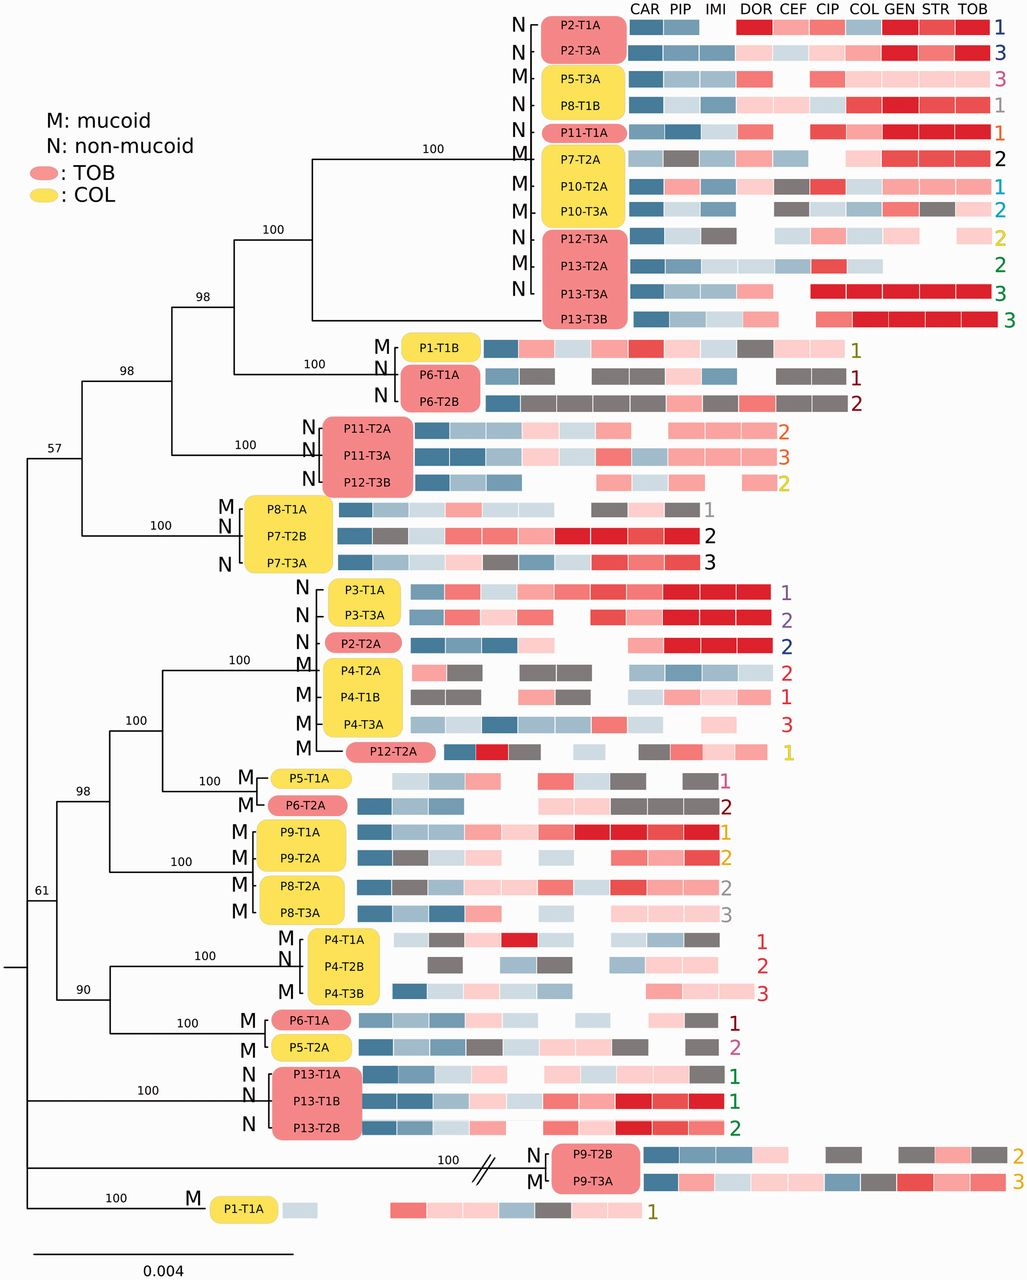 CAR PIP IMI DOR CEF CIP COL GEN STR TOB
N P2-T1A 1
N P2-T3A 3
M P5-T3A 3
N P8-T1B 1
N P11-T1A 1
M P7-T2A 2
M P10-T2A 1
M P10-T3A 2
N P12-T3A 2
M P13-T2A 2
N P13-T3A 3
P13-T3B 3
M: mucoid
N: non-mucoid
: TOB
: COL
100
100
98
M P1-T1B 1
100 N P6-T1A 1
N P6-T2B 2
98
N P11-T2A 2
100 N P11-T3A 3
N P12-T3B 2
57
M P8-T1A 1
100 N P7-T2B 2
N P7-T3A 3
N P3-T1A 1
N P3-T3A 2
N P2-T2A 2
100 M P4-T2A 2
M P4-T1B 1
M P4-T3A 3
100
M P12-T2A 1
M P5-T1A 1
100
M P6-T2A 2
98
M P9-T1A 1
M P9-T2A 2
100
M P8-T2A 2
M P8-T3A 3
61
M P4-T1A 1
100 N P4-T2B 2
M P4-T3B 3
90
M P6-T1A 1
100
M P5-T2A 2
N P13-T1A 1
100 N P13-T1B 1
N P13-T2B 2
N P9-T2B 2
100
M P9-T3A 3
100 M P1-T1A 1
0.004